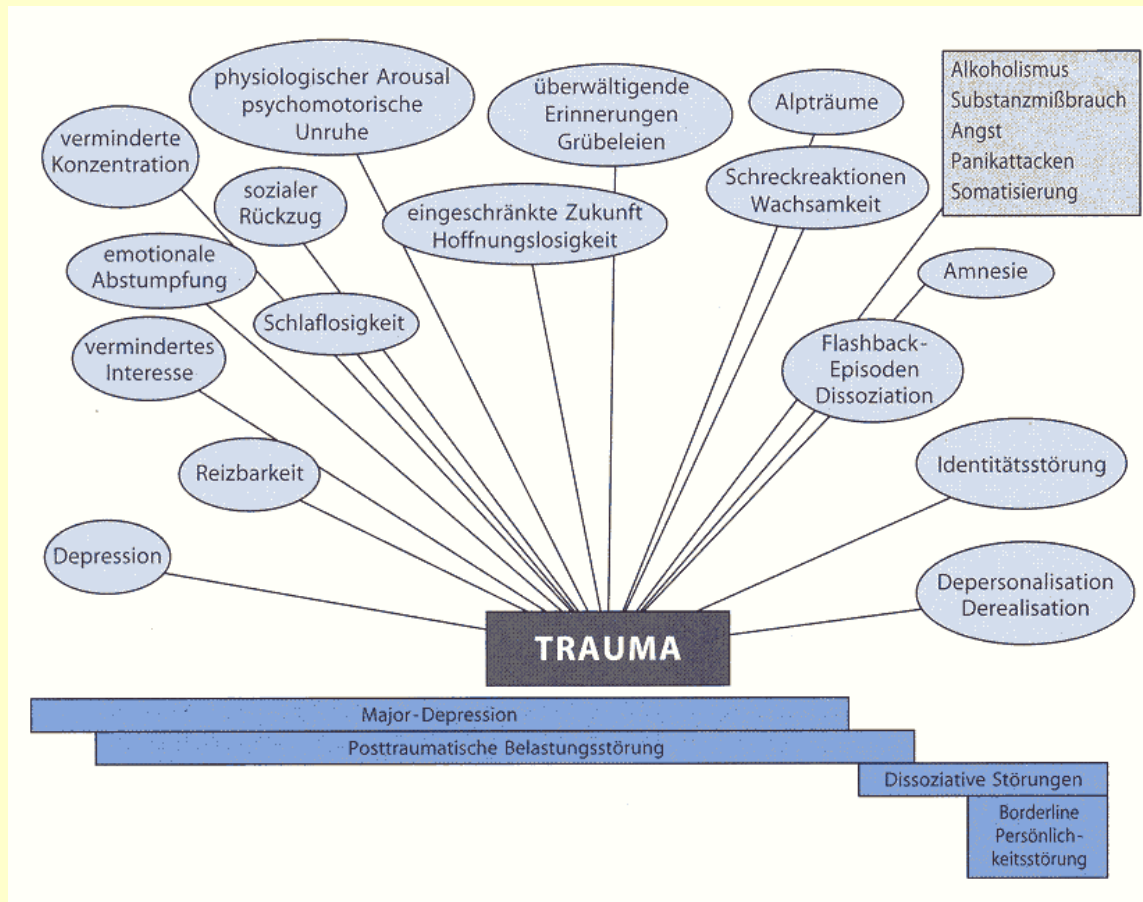 physiologischer Arousal
psychomotorische
Unruhe
überwältigende
Erinnerungen
Grübeleien
Alpträume
Alkoholismus
Substanzmißbrauch
Angst
Panikattacken
Somatisierung
verminderte
Konzentration
sozialer
Rückzug
eingeschränkte Zukunft
Hoffnungslosigkeit
Schreckreaktionen
Wachsamkeit
emotionale
Abstumpfung
Amnesie
Schlaflosigkeit
vermindertes
Interesse
Flashback-
Episoden
Dissoziation
Reizbarkeit
Identitätsstörung
Depression
Depersonalisation
Derealisation
TRAUMA
Major-Depression
Posttraumatische Belastungsstörung
Dissoziative Störungen
Borderline
Persönlich-
keitsstörung